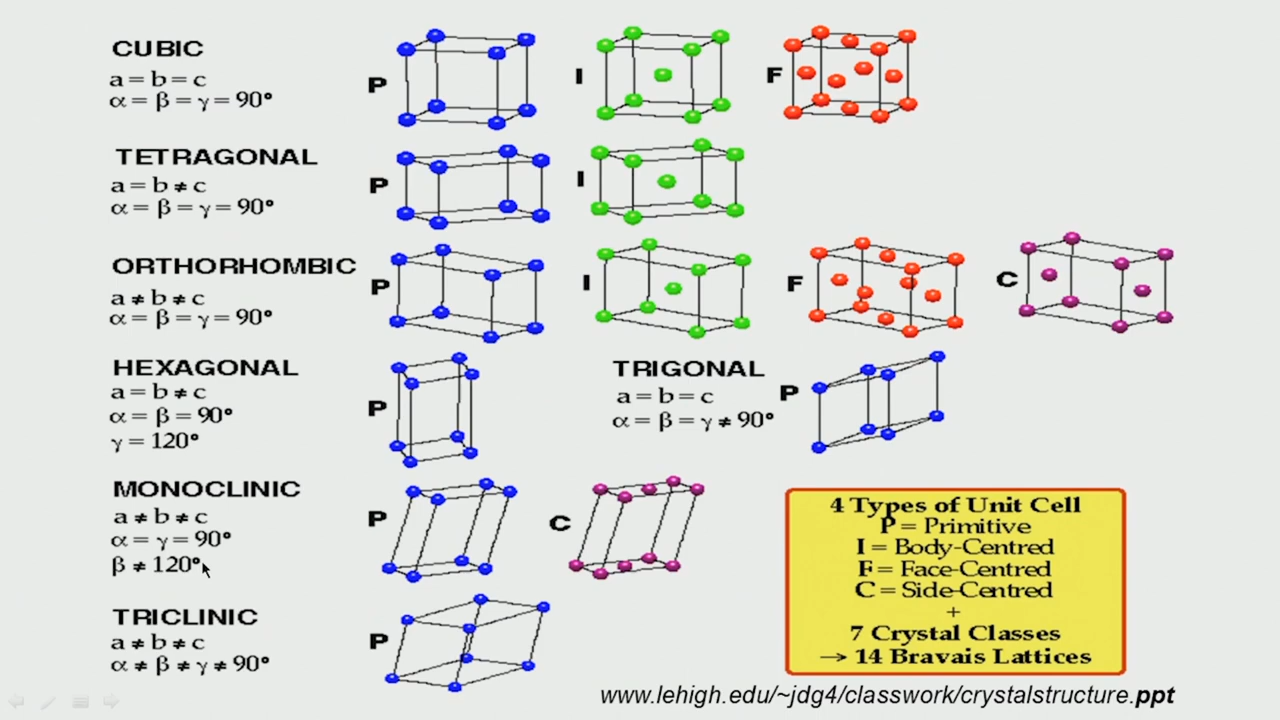 CUBIC
a = b = c
α = β = γ = 90°
P
I
F
TETRAGONAL
a = b ≠ c
α = β = γ = 90°
P
I
ORTHORHOMBIC
a ≠ b ≠ c
α = β = γ = 90°
P
I
F
C
HEXAGONAL
a = b ≠ c
α = β = 90°
γ = 120°
P
TRIGONAL
a = b = c
α = β = γ ≠ 90°
P
MONOCLINIC
a ≠ b ≠ c
α = γ = 90°
β ≠ 120°
P
C
TRICLINIC
a ≠ b ≠ c
α ≠ β ≠ γ ≠ 90°
P
4 Types of Unit Cell
P = Primitive
I = Body-Centred
F = Face-Centred
C = Side-Centred
+
7 Crystal Classes
→ 14 Bravais Lattices
www.lehigh.edu/~jdg4/classwork/crystalstructure.ppt